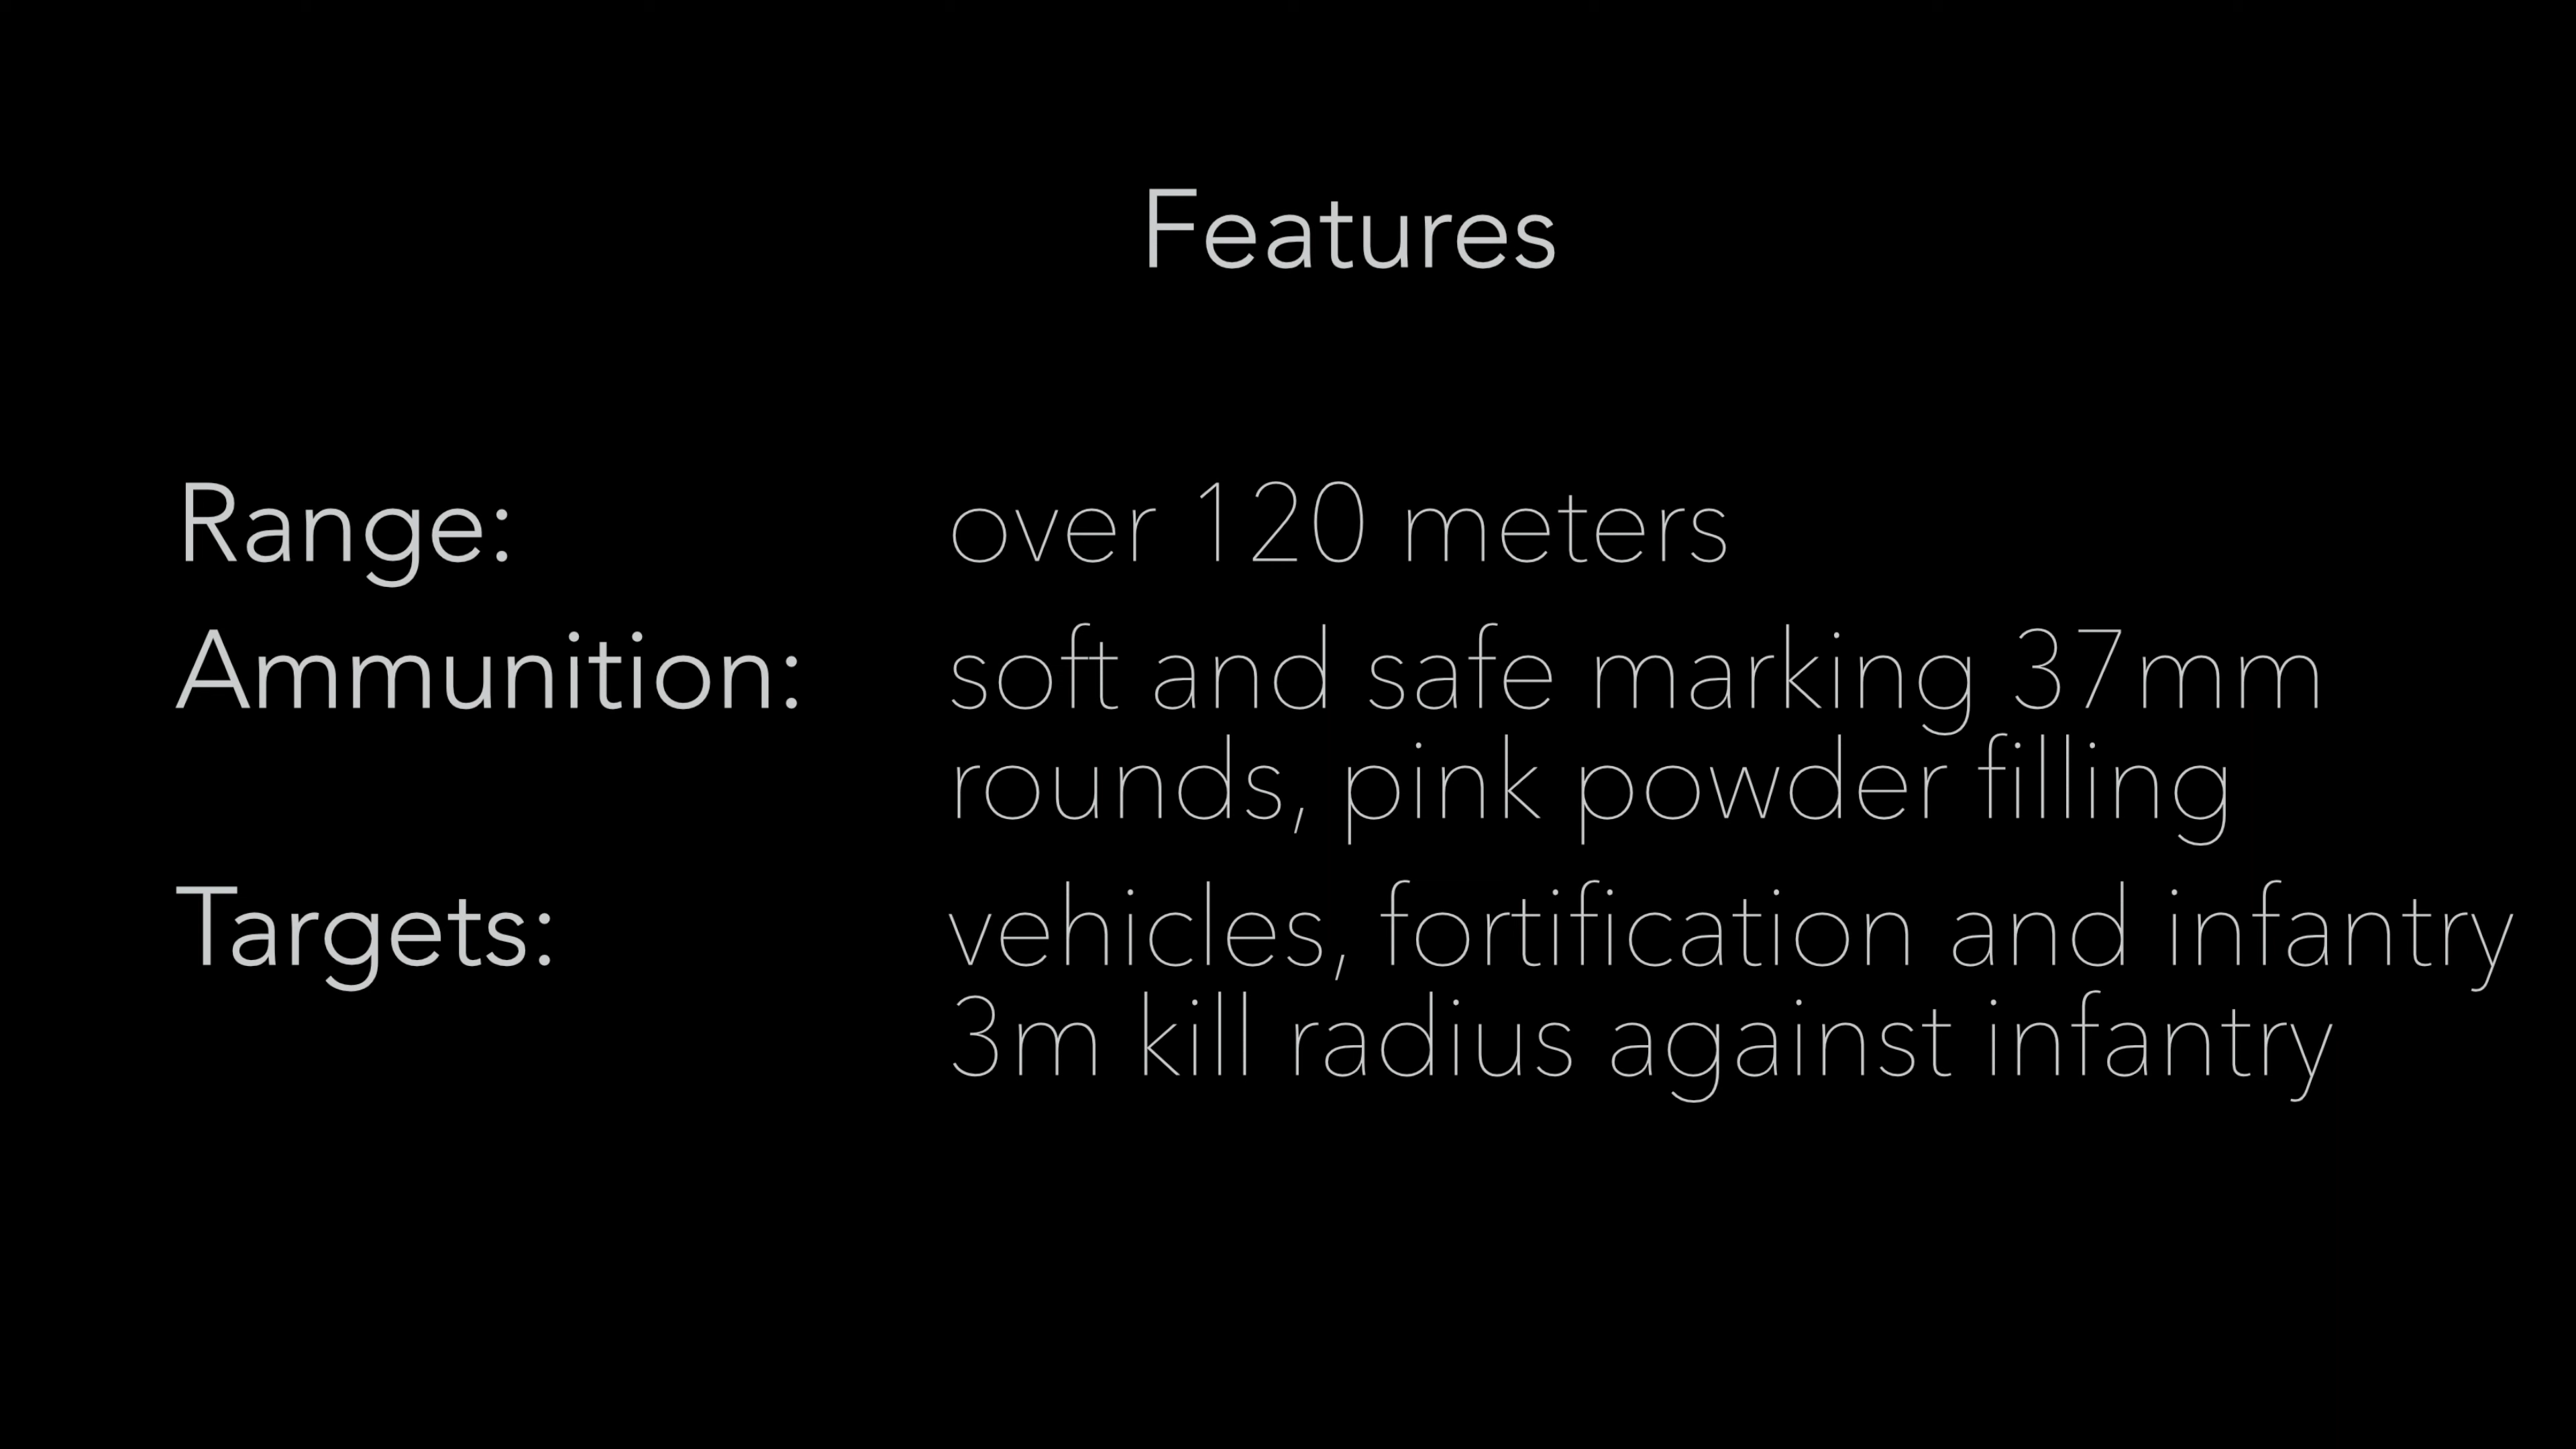 Features
Range: over 120 meters
Ammunition: soft and safe marking 37mm
rounds, pink powder filling
Targets: vehicles, fortification and infantry
3m kill radius against infantry